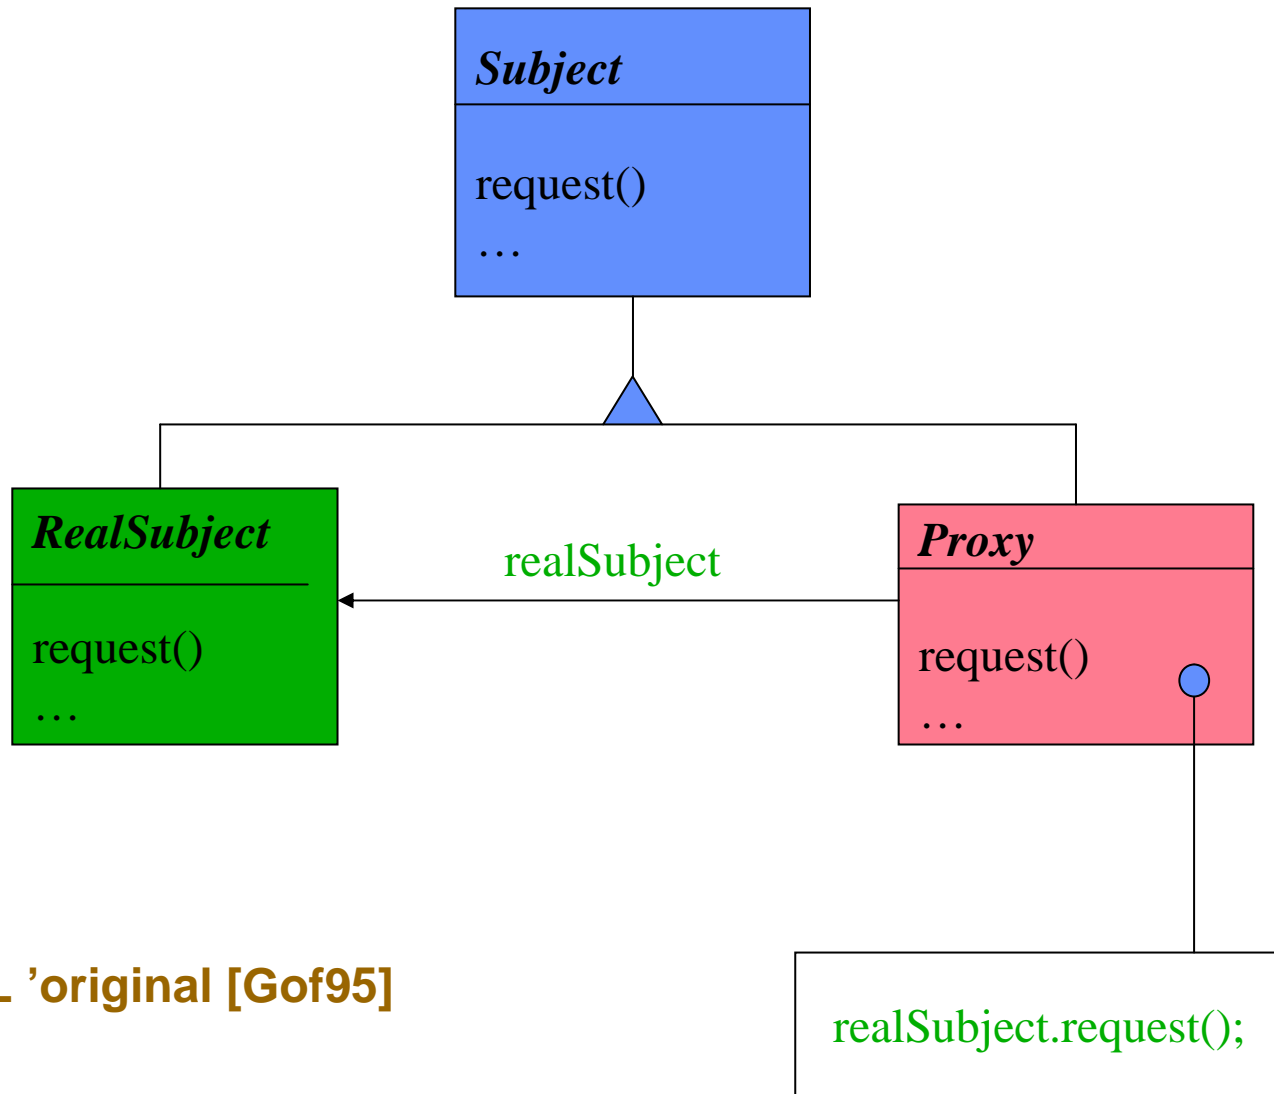 Subject
request()
…
RealSubject
request()
…
realSubject
Proxy
request()
…
’original [Gof95]
realSubject.request();